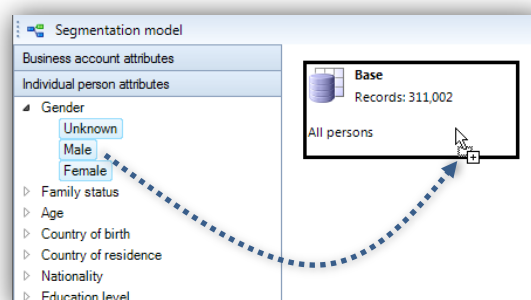 Segmentation model
Business account attributes
Individual person attributes
Gender
Unknown
Male
Female
Family status
Age
Country of birth
Country of residence
Nationality
Education level
Base
Records: 311,002
All persons